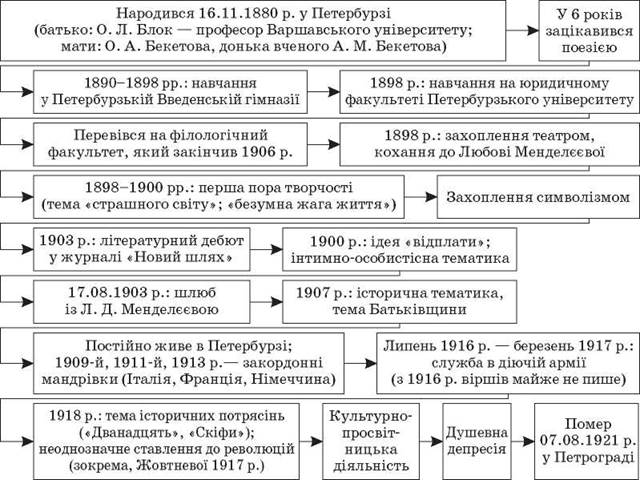 Народився 16.11.1880 р. у Петербурзі
(батько: О. Л. Блок — професор Варшавського університету;
мати: О. А. Бекетова, донька вченого А. М. Бекетова)
У 6 років
зацікавився
поезією
1890–1898 рр.: навчання
у Петербурзькій Введенській гімназії
1898 р.: навчання на юридичному
факультеті Петербурзького університету
Перевівся на філологічний
факультет, який закінчив 1906 р.
1898 р.: захоплення театром,
кохання до Любові Менделєєвої
1898–1900 рр.: перша пора творчості
(тема «страшного світу»; «безумна жага життя»)
Захоплення символізмом
1903 р.: літературний дебют
у журналі «Новий шлях»
1900 р.: ідея «відплати»;
інтимно-особистісна тематика
17.08.1903 р.: шлюб
із Л. Д. Менделєєвою
1907 р.: історична тематика,
тема Батьківщини
Постійно живе в Петербурзі;
1909-й, 1911-й, 1913 р.— закордонні
мандрівки (Італія, Франція, Німеччина)
Липень 1916 р. — березень 1917 р.:
служба в діючій армії
(з 1916 р. віршів майже не пише)
1918 р.: тема історичних потрясінь
(«Дванадцять», «Скіфи»);
неоднозначне ставлення до революцій
(зокрема, Жовтневої 1917 р.)
Культурно-
просвіт-
ницька
діяльність
Душевна
депресія
Помер
07.08.1921 р.
у Петрограді